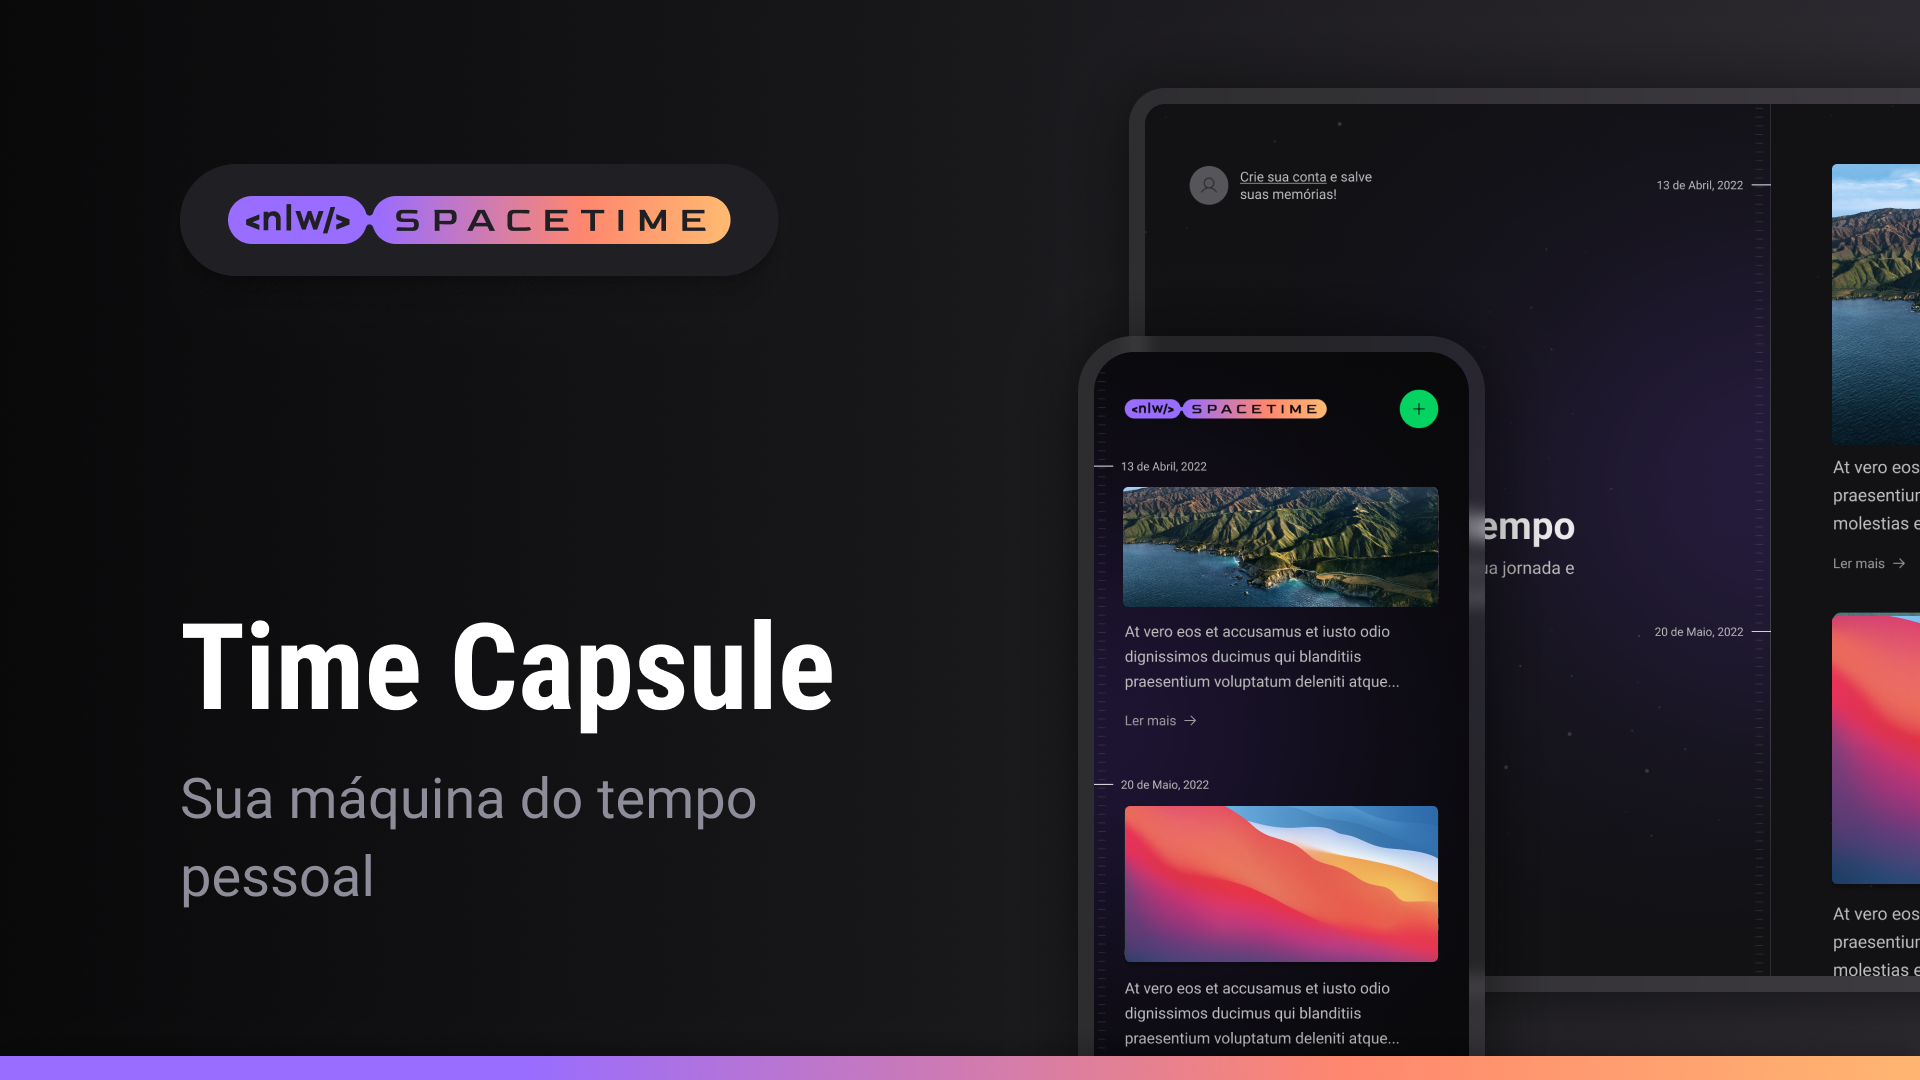 <nlw/> SPACETIME
Time Capsule
Sua máquina do tempo
pessoal
Crie sua conta e salve
suas memórias!
13 de Abril, 2022
empo
a jornada e
20 de Maio, 2022
At vero eos
praesentiur
molestias e
Ler mais →
At vero eos
praesentiur
molestias e
<nlw/> SPACETIME
+
13 de Abril, 2022
At vero eos et accusamus et iusto odio
dignissimos ducimus qui blanditiis
praesentium voluptatum deleniti atque...
Ler mais →
20 de Maio, 2022
At vero eos et accusamus et iusto odio
dignissimos ducimus qui blanditiis
praesentium voluptatum deleniti atque...